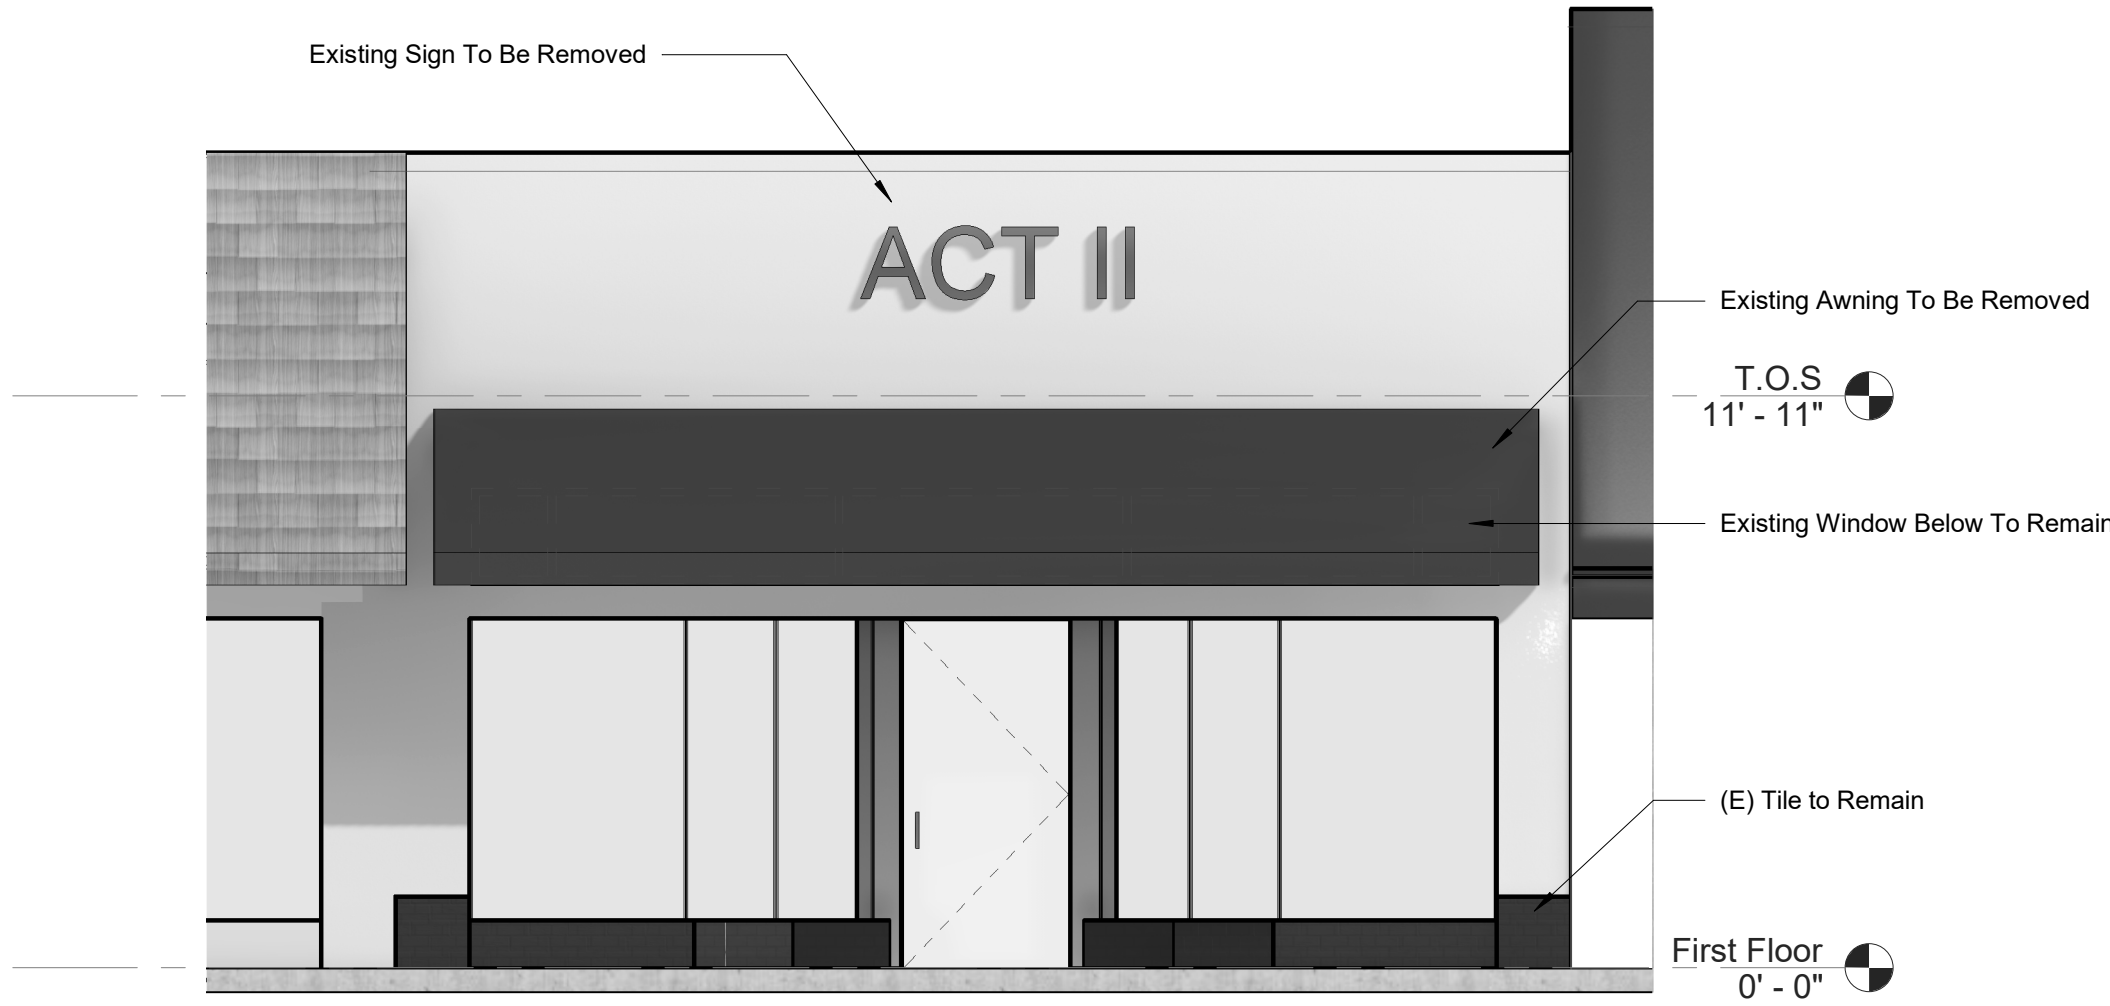 Existing Sign To Be Removed
ACT II
Existing Awning To Be Removed
T.O.S
11' - 11"
Existing Window Below To Remain
(E) Tile to Remain
First Floor
0' - 0"